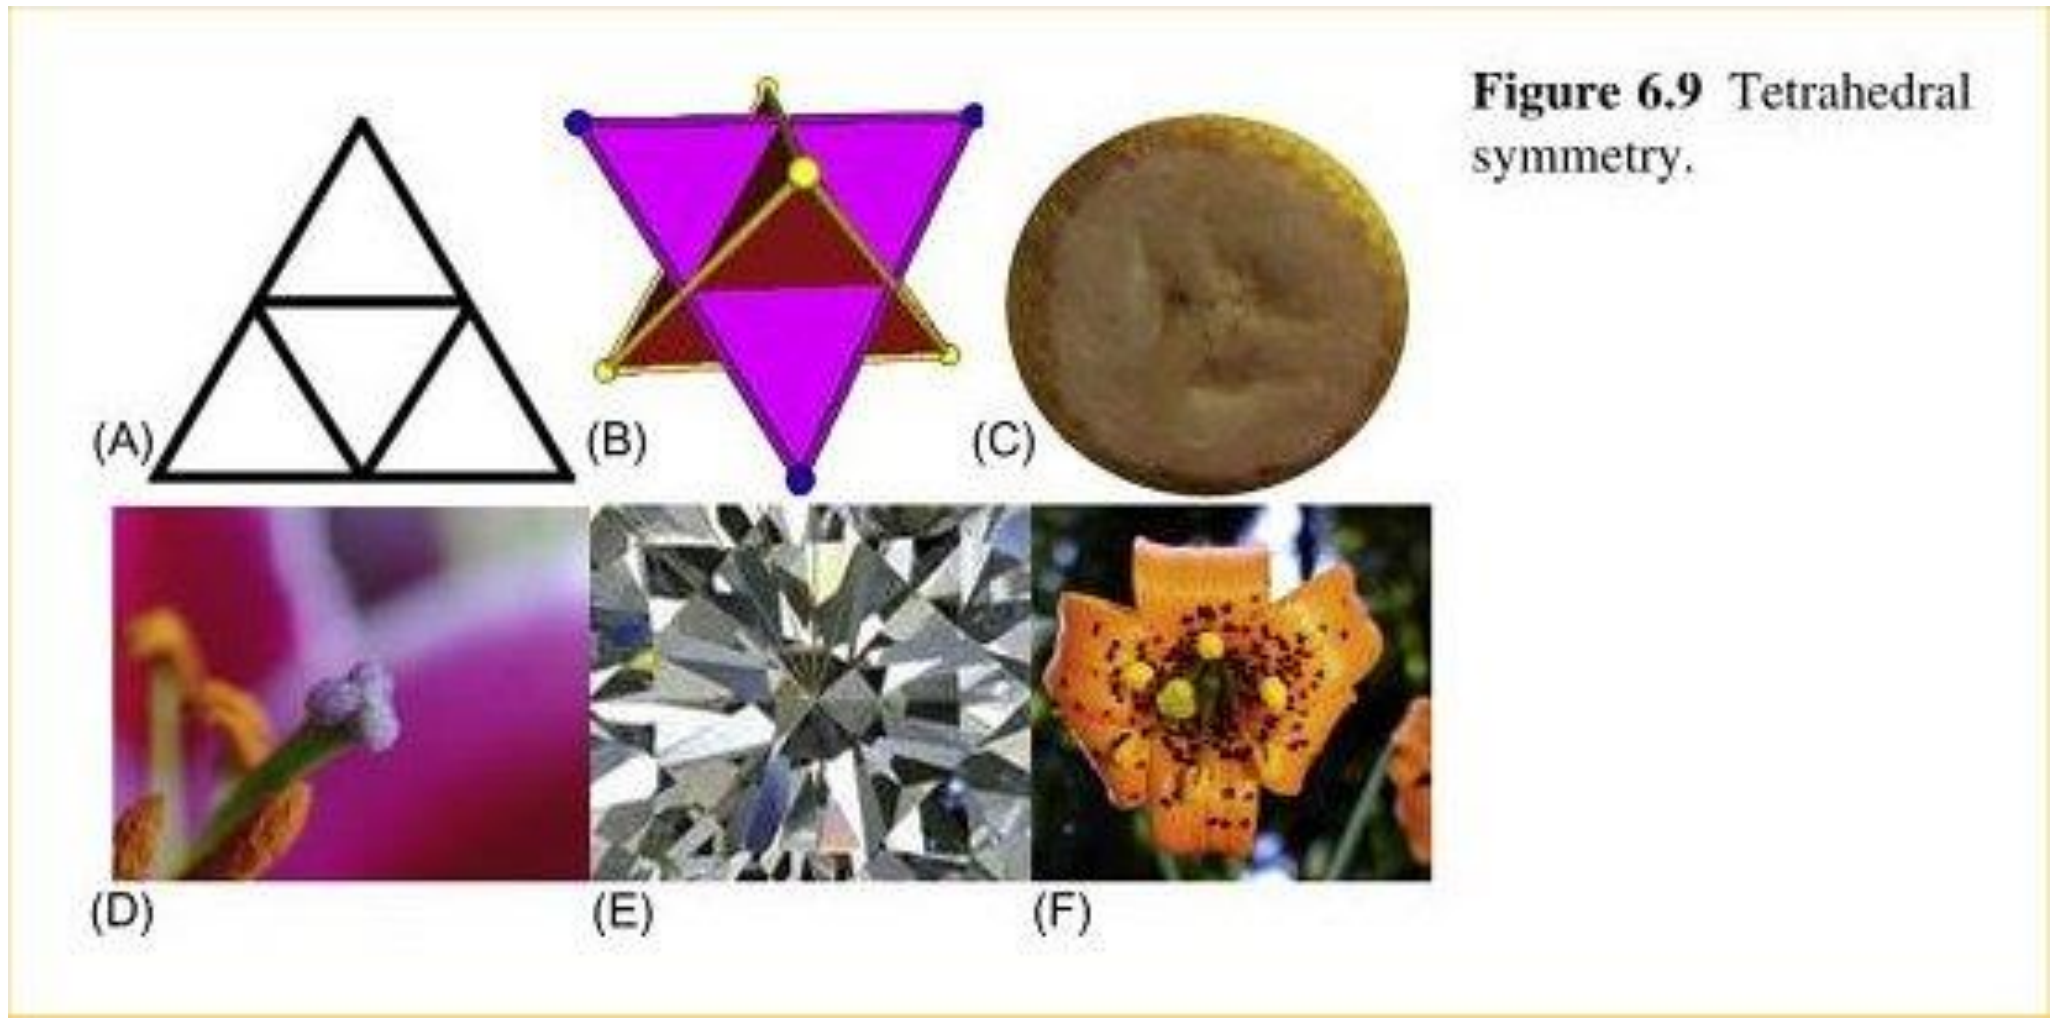 Figure 6.9 Tetrahedral
symmetry.
(A)
(B)
(C)
(D)
(E)
(F)